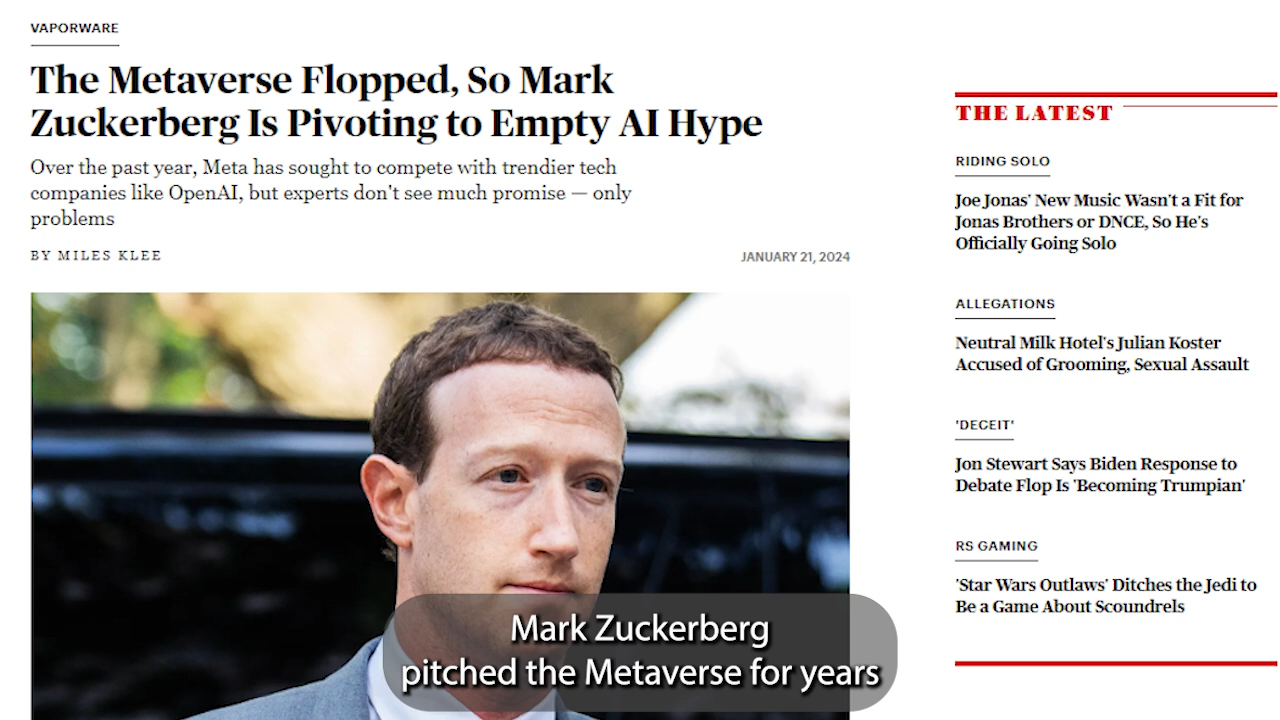 VAPORWARE
The Metaverse Flopped, So Mark
Zuckerberg Is Pivoting to Empty AI Hype
Over the past year, Meta has sought to compete with trendier tech
companies like OpenAI, but experts don't see much promise — only
problems
BY MILES KLEE
JANUARY 21, 2024
THE LATEST
RIDING SOLO
Joe Jonas' New Music Wasn't a Fit for
Jonas Brothers or DNCE, So He's
Officially Going Solo
ALLEGATIONS
Neutral Milk Hotel's Julian Koster
Accused of Grooming, Sexual Assault
'DECEIT'
Jon Stewart Says Biden Response to
Debate Flop Is 'Becoming Trumpian'
RS GAMING
'Star Wars Outlaws' Ditches the Jedi to
Be a Game About Scoundrels
Mark Zuckerberg
pitched the Metaverse for years